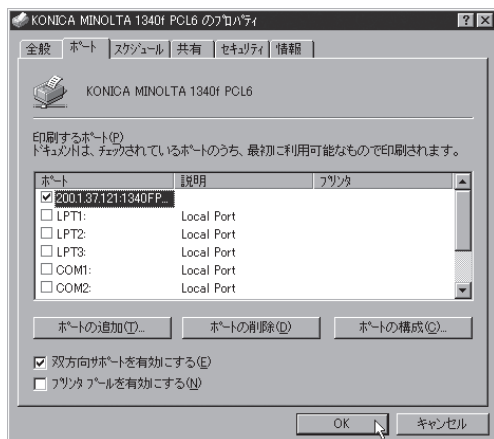 KONICA MINOLTA 1340f PCL6 のﾌﾟﾛﾊﾟﾃｨ
全般 ﾎﾟｰﾄ ｽｹｼﾞｭｰﾙ 共有 ｾｷｭﾘﾃｨ 情報
KONICA MINOLTA 1340f PCL6
印刷するﾎﾟｰﾄ(P)
ﾄﾞｷｭﾒﾝﾄは、ﾁｪｯｸされているﾎﾟｰﾄのうち、最初に利用可能なもので印刷されます。
ﾎﾟｰﾄ 説明 ﾌﾟﾘﾝﾀ
200.1.37.121:1340FP...
LPT1: Local Port
LPT2: Local Port
LPT3: Local Port
COM1: Local Port
COM2: Local Port
ﾎﾟｰﾄの追加(T)... ﾎﾟｰﾄの削除(D) ﾎﾟｰﾄの構成(C)...
双方向ｻﾎﾟｰﾄを有効にする(E)
ﾌﾟﾘﾝﾀ ﾌﾟｰﾙを有効にする(N)
OK ｷｬﾝｾﾙ